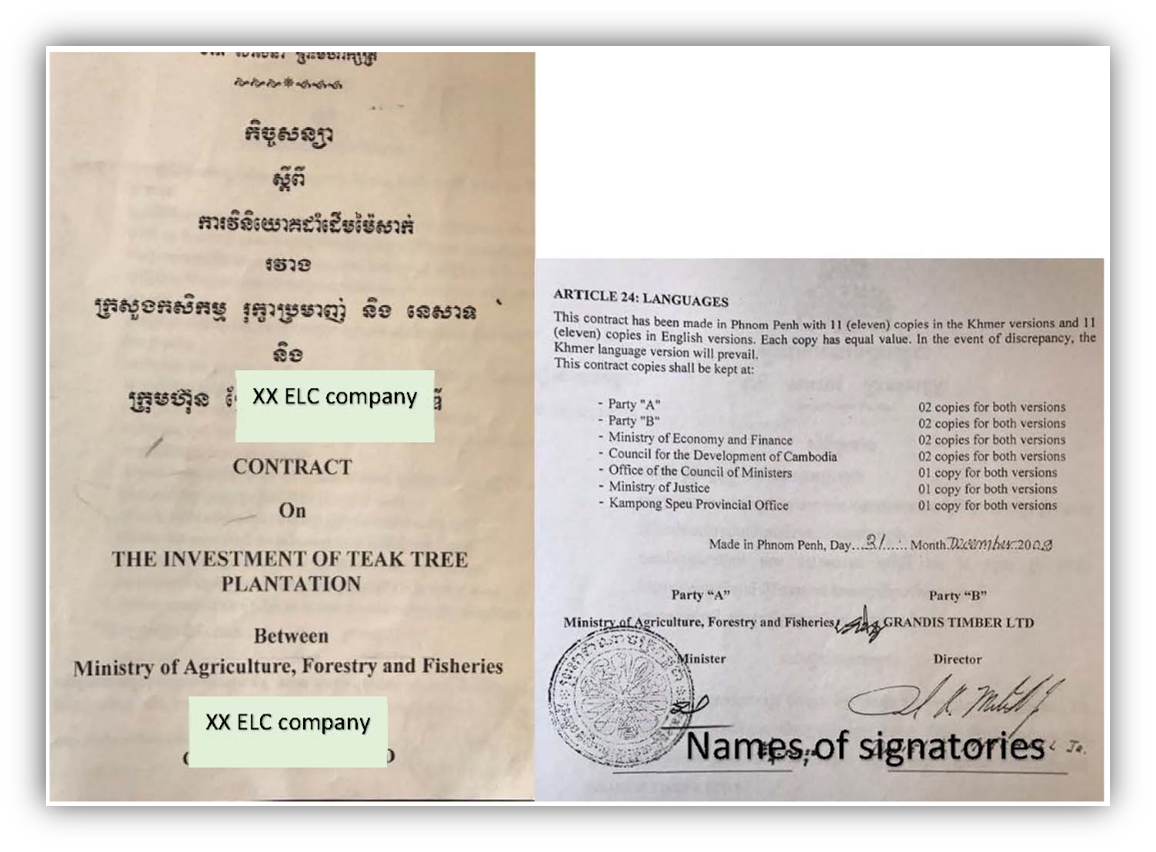 កិច្ចសន្យា
ស្តីពី
ការវិនិយោគដាំដើមម៉ៃសាក់
រវាង
ក្រសួងកសិកម្ម រុក្ខាប្រមាញ់ និង នេសាទ
និង
ក្រុមហ៊ុន
XX ELC company
CONTRACT
On
THE INVESTMENT OF TEAK TREE
PLANTATION
Between
Ministry of Agriculture, Forestry and Fisheries
XX ELC company
ARTICLE 24: LANGUAGES
This contract has been made in Phnom Penh with 11 (eleven) copies in the Khmer versions and 11
(eleven) copies in English versions. Each copy has equal value. In the event of discrepancy, the
Khmer language version will prevail.
This contract copies shall be kept at:
- Party "A" 02 copies for both versions
- Party "B" 02 copies for both versions
- Ministry of Economy and Finance 02 copies for both versions
- Council for the Development of Cambodia 02 copies for both versions
- Office of the Council of Ministers 01 copy for both versions
- Ministry of Justice 01 copy for both versions
- Kampong Speu Provincial Office 01 copy for both versions
Made in Phnom Penh, Day...31...... Month.December.2009
Party “A” Party “B”
Ministry of Agriculture, Forestry and Fisheries GRANDIS TIMBER LTD
Minister Director
Names of signatories